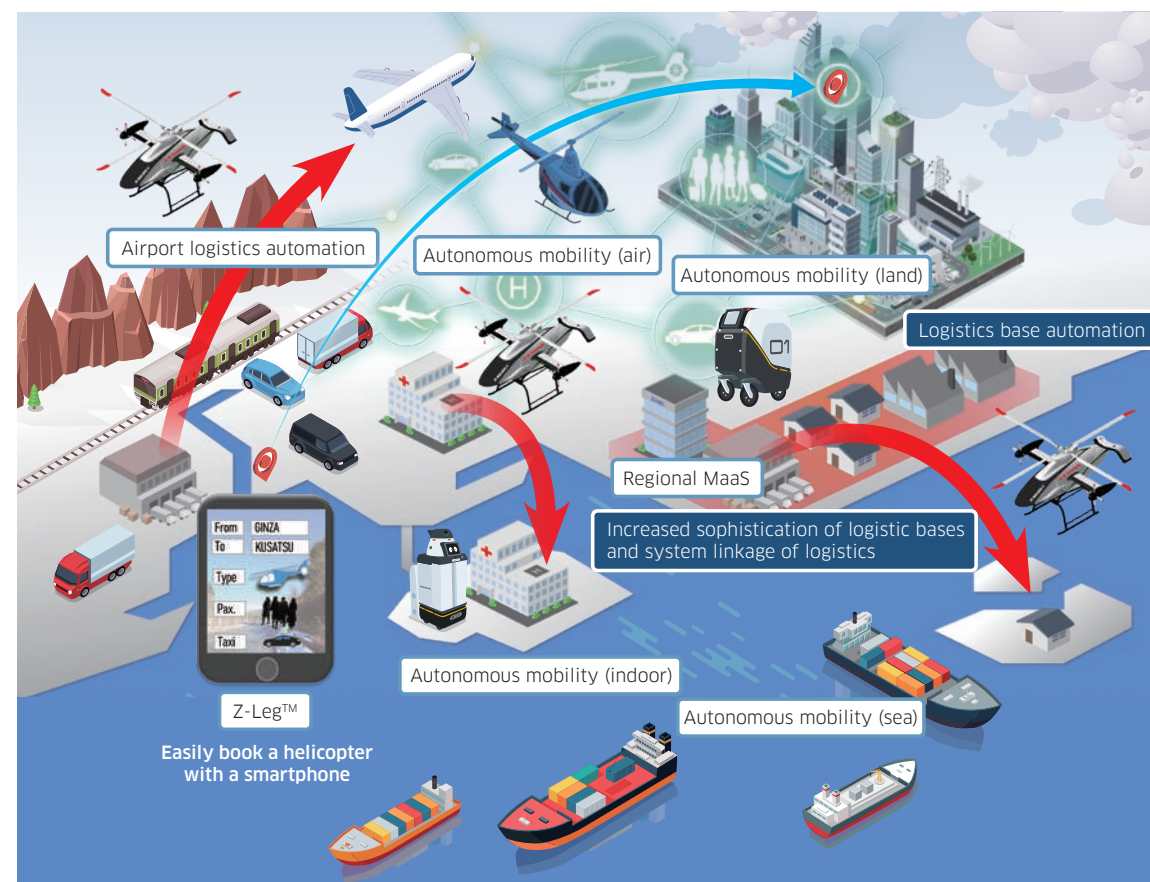 Airport logistics automation
Autonomous mobility (air)
Autonomous mobility (land)
H
Logistics base automation
01
Regional MaaS
Increased sophistication of logistic bases
and system linkage of logistics
From GINZA
To KUSATSU
Type
Pax.
Taxi
Autonomous mobility (indoor)
Z-Leg™
Autonomous mobility (sea)
Easily book a helicopter
with a smartphone